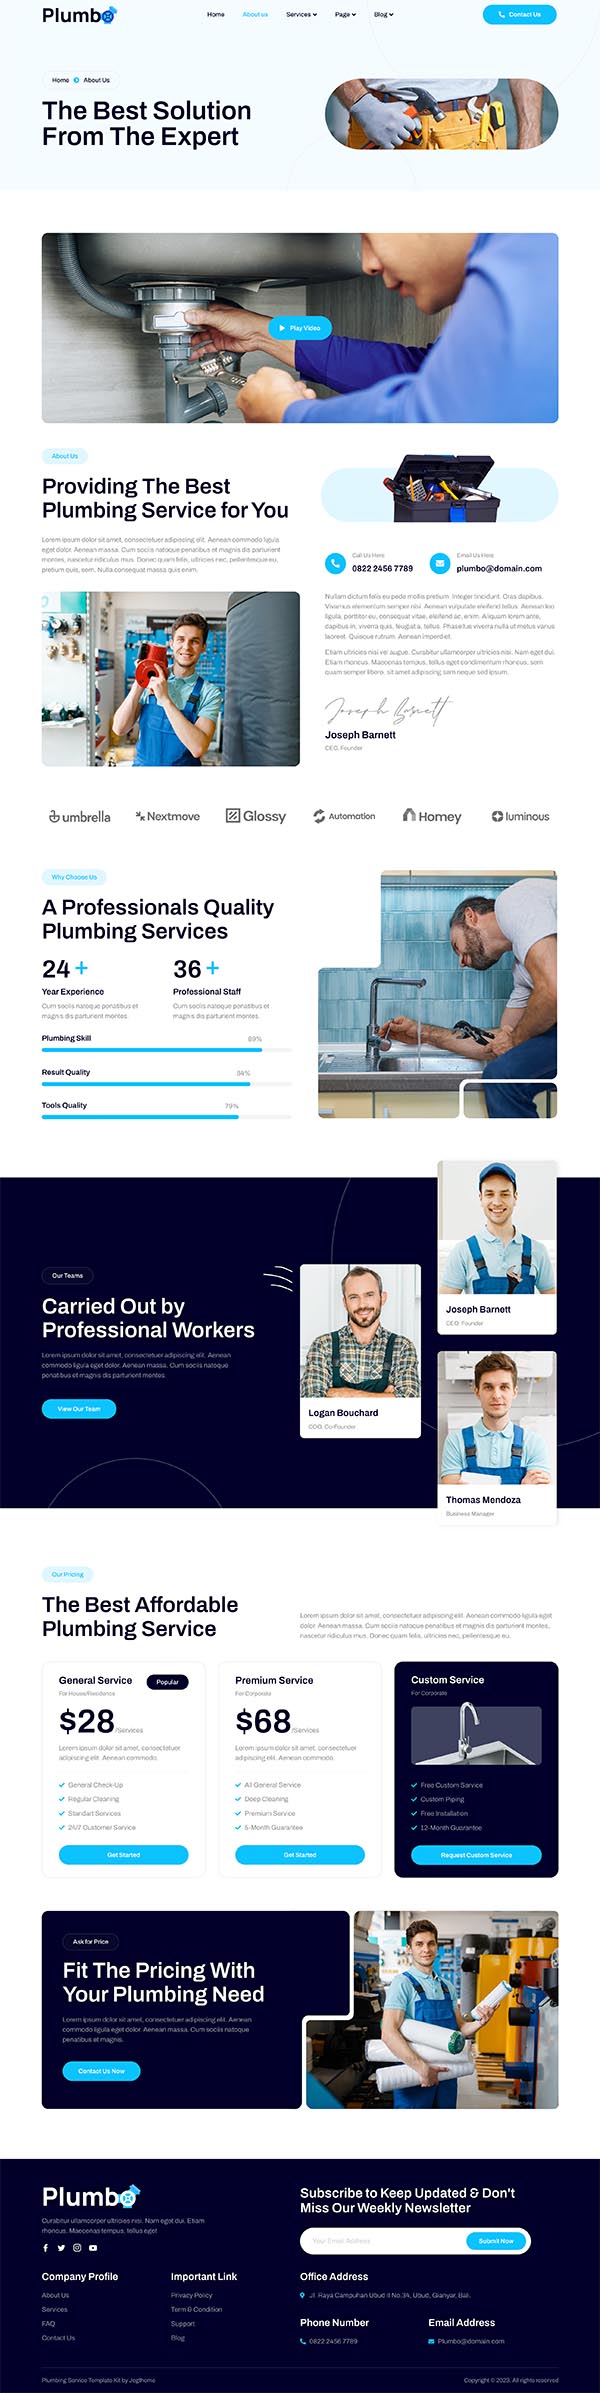 Plumbo
Home About us Services Page Blog
Contact Us
Home About Us
The Best Solution
From The Expert
Play Video
About Us
Providing The Best
Plumbing Service for You
Lorem ipsum dolor sit amet, consectetuer adipiscing elit. Aenean commodo ligula
eget dolor. Aenean massa. Cum sociis natoque penatibus et magnis dis parturient
montes, nascetur ridiculus mus. Donec quam felis, ultricies nec, pellentesque eu,
pretium quis, sem. Nulla consequat massa quis enim.
Call Us Here
0822 2456 7789
Email Us Here
plumbo@domain.com
Nullam dictum felis eu pede mollis pretium. Integer tincidunt. Cras dapibus.
Vivamus elementum semper nisi. Aenean vulputate eleifend tellus. Aenean leo
ligula, porttitor eu, consequat vitae, eleifend ac, enim. Aliquam lorem ante,
dapibus in, viverra quis, feugiat a, tellus. Phasellus viverra nulla ut metus varius
laoreet. Quisque rutrum. Aenean imperdiet.
Etiam ultricies nisi vel augue. Curabitur ullamcorper ultricies nisi. Nam eget dui.
Etiam rhoncus. Maecenas tempus, tellus eget condimentum rhoncus, sem
quam semper libero, sit amet adipiscing sem neque sed ipsum.
Joseph Barnett
Joseph Barnett
CEO, Founder
umbrella
Nextmove
Glossy
Automation
Homey
luminous
Why Choose Us
A Professionals Quality
Plumbing Services
24 +
Year Experience
Cum sociis natoque penatibus et
magnis dis parturient montes.
36 +
Professional Staff
Cum sociis natoque penatibus et
magnis dis parturient montes.
Plumbing Skill 89%
Result Quality 84%
Tools Quality 79%
Our Teams
Carried Out by
Professional Workers
Lorem ipsum dolor sit amet, consectetuer adipiscing elit. Aenean
commodo ligula eget dolor. Aenean massa. Cum sociis natoque
penatibus et magnis dis parturient montes.
View Our Team
Logan Bouchard
COO, Co-Founder
Joseph Barnett
CEO, Founder
Thomas Mendoza
Business Manager
Our Pricing
The Best Affordable
Plumbing Service
Lorem ipsum dolor sit amet, consectetuer adipiscing elit. Aenean commodo ligula eget
dolor. Aenean massa. Cum sociis natoque penatibus et magnis dis parturient montes,
nascetur ridiculus mus. Donec quam felis, ultricies nec, pellentesque eu.
General Service
Popular
For House/Residence
$28/Services
Lorem ipsum dolor sit amet, consectetuer
adipiscing elit. Aenean commodo.
General Check-Up
Regular Cleaning
Standart Services
24/7 Customer Service
Get Started
Premium Service
For Corporate
$68/Services
Lorem ipsum dolor sit amet, consectetuer
adipiscing elit. Aenean commodo.
All General Service
Deep Cleaning
Premium Service
6-Month Guarantee
Get Started
Custom Service
For Corporate
Free Custom Service
Custom Piping
Free Installation
12-Month Guarantee
Request Custom Service
Ask for Price
Fit The Pricing With
Your Plumbing Need
Lorem ipsum dolor sit amet, consectetuer adipiscing elit. Aenean
commodo ligula eget dolor. Aenean massa. Cum sociis natoque
penatibus et magnis.
Contact Us Now
Plumbo
Curabitur ullamcorper ultricies nisi. Nam eget dui. Etiam
rhoncus. Maecenas tempus, tellus eget
Subscribe to Keep Updated & Don't
Miss Our Weekly Newsletter
Your Email Address
Submit Now
Company Profile
About Us
Services
FAQ
Contact Us
Important Link
Privacy Policy
Term & Condition
Support
Blog
Office Address
Jl. Raya Campuhan Ubud II No.34, Ubud, Gianyar, Bali.
Phone Number
0822 2456 7789
Email Address
Plumbo@domain.com
Plumbing Service Template Kit by Jegtheme
Copyright © 2023. All rights reserved